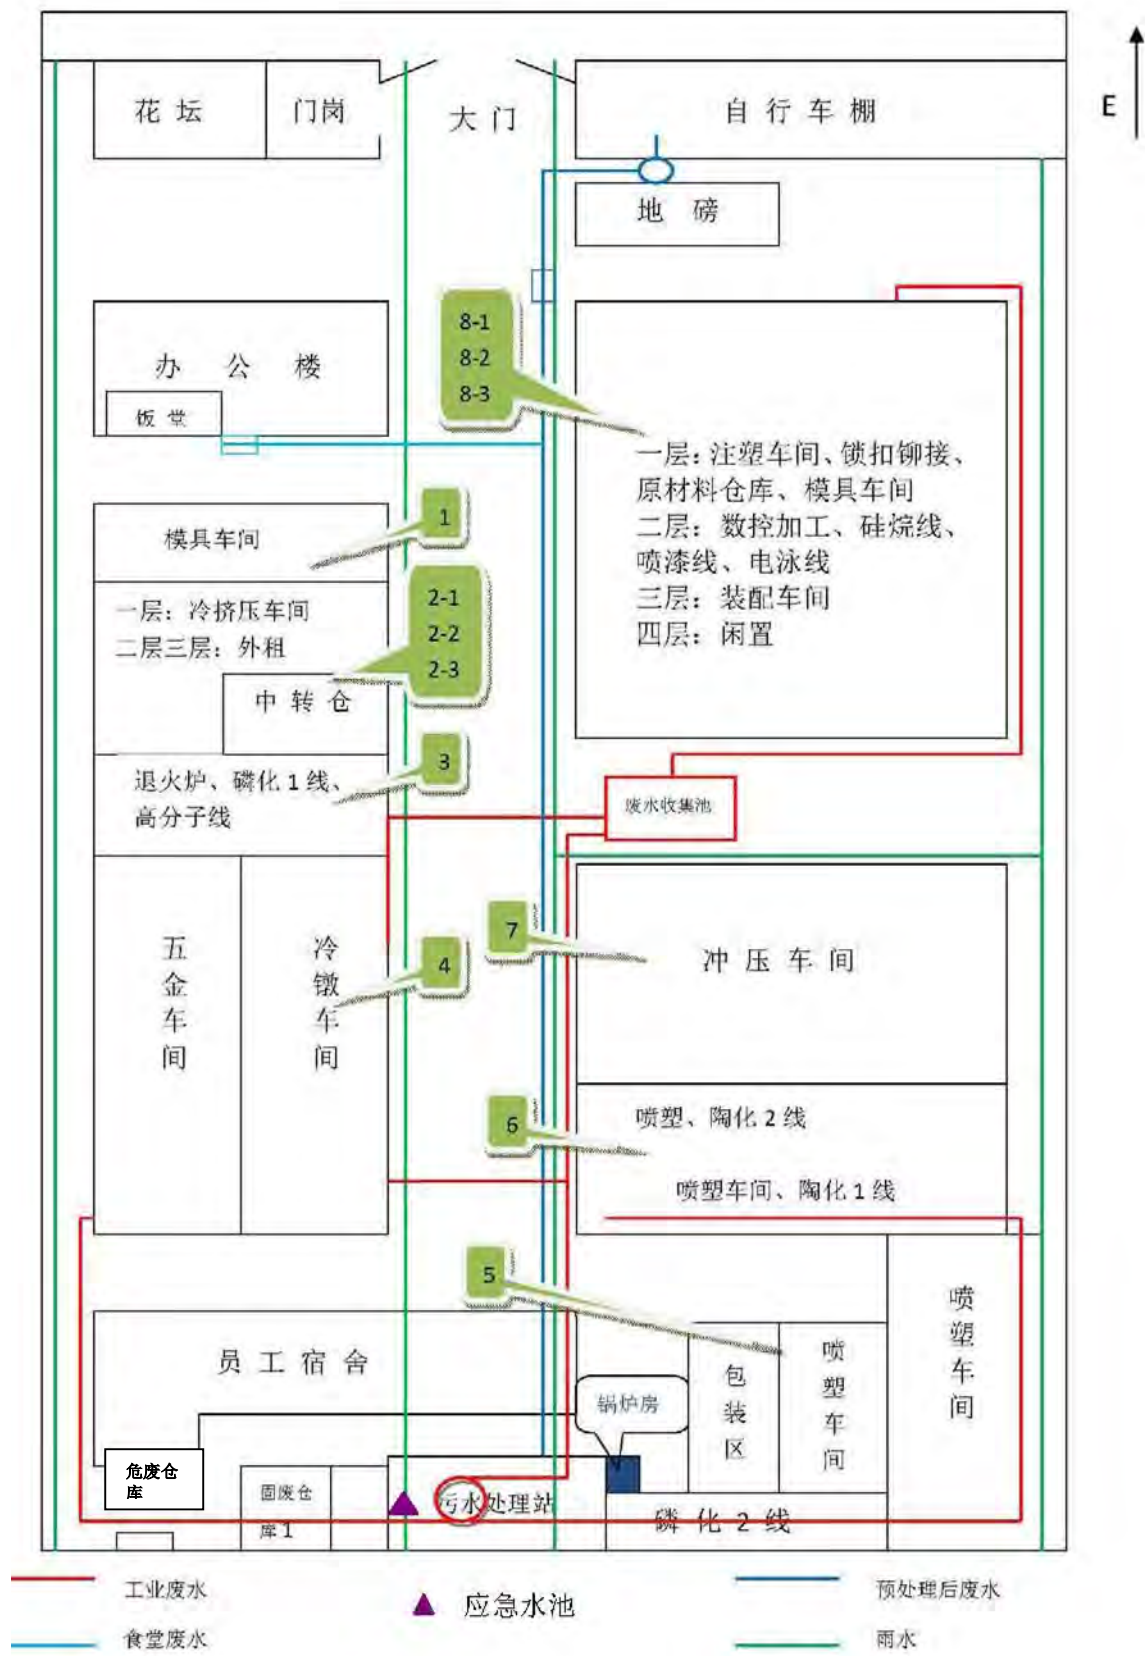 花坛
门岗
大门
自行车棚
E
地磅
8-1
8-2
8-3
办公楼
饭堂
一层：注塑车间、锁扣铆接、
原材料仓库、模具车间
二层：数控加工、硅烷线、
喷漆线、电泳线
三层：装配车间
四层：闲置
1
模具车间
2-1
2-2
2-3
一层：冷挤压车间
二层三层：外租
中转仓
3
退火炉、磷化1线、
高分子线
废水收集池
五金车间
冷镦车间
4
7
冲压车间
6
喷塑、陶化2线
喷塑车间、陶化1线
5
员工宿舍
锅炉房
包装区
喷塑车间
喷塑车间
危废仓
库
固废仓
库1
污水处理站
磷化2线
工业废水
应急水池
预处理后废水
食堂废水
雨水